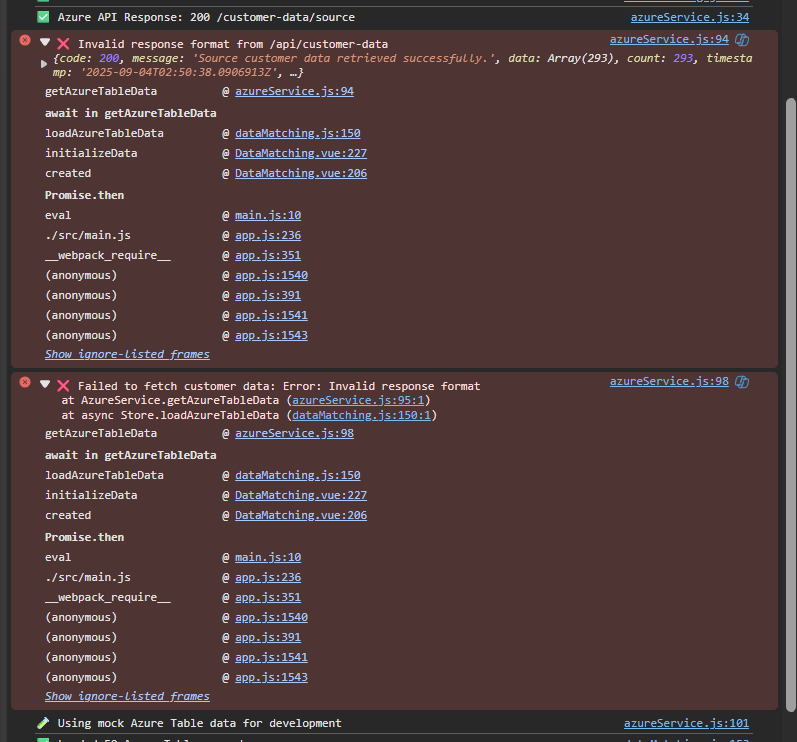 Azure API Response: 200 /customer-data/source azureService.js:34
Invalid response format from /api/customer-data azureService.js:94
{code: 200, message: 'Source customer data retrieved successfully.', data: Array(293), count: 293, timesta
mp: '2025-09-04T02:50:38.0906913Z', …}
getAzureTableData @ azureService.js:94
await in getAzureTableData
loadAzureTableData @ dataMatching.js:150
initializeData @ DataMatching.vue:227
created @ DataMatching.vue:206
Promise.then
eval @ main.js:10
./src/main.js @ app.js:236
__webpack_require__ @ app.js:351
(anonymous) @ app.js:1540
(anonymous) @ app.js:391
(anonymous) @ app.js:1541
(anonymous) @ app.js:1543
Show ignore-listed frames
Failed to fetch customer data: Error: Invalid response format azureService.js:98
at AzureService.getAzureTableData (azureService.js:95:1)
at async Store.loadAzureTableData (dataMatching.js:150:1)
getAzureTableData @ azureService.js:98
await in getAzureTableData
loadAzureTableData @ dataMatching.js:150
initializeData @ DataMatching.vue:227
created @ DataMatching.vue:206
Promise.then
eval @ main.js:10
./src/main.js @ app.js:236
__webpack_require__ @ app.js:351
(anonymous) @ app.js:1540
(anonymous) @ app.js:391
(anonymous) @ app.js:1541
(anonymous) @ app.js:1543
Show ignore-listed frames
Using mock Azure Table data for development azureService.js:101